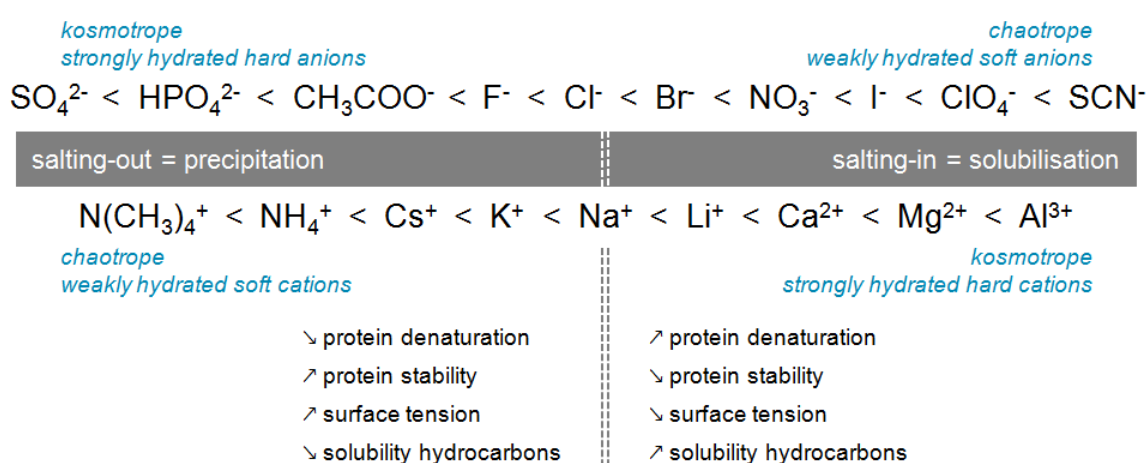 kosmotrope
strongly hydrated hard anions
chaotrope
weakly hydrated soft anions
SO₄²⁻ < HPO₄²⁻ < CH₃COO⁻ < F⁻ < Cl⁻ < Br⁻ < NO₃⁻ < I⁻ < ClO₄⁻ < SCN⁻
salting-out = precipitation
salting-in = solubilisation
N(CH₃)₄⁺ < NH₄⁺ < Cs⁺ < K⁺ < Na⁺ < Li⁺ < Ca²⁺ < Mg²⁺ < Al³⁺
chaotrope
weakly hydrated soft cations
kosmotrope
strongly hydrated hard cations
↘ protein denaturation
↗ protein stability
↗ surface tension
↘ solubility hydrocarbons
↗ protein denaturation
↘ protein stability
↘ surface tension
↗ solubility hydrocarbons